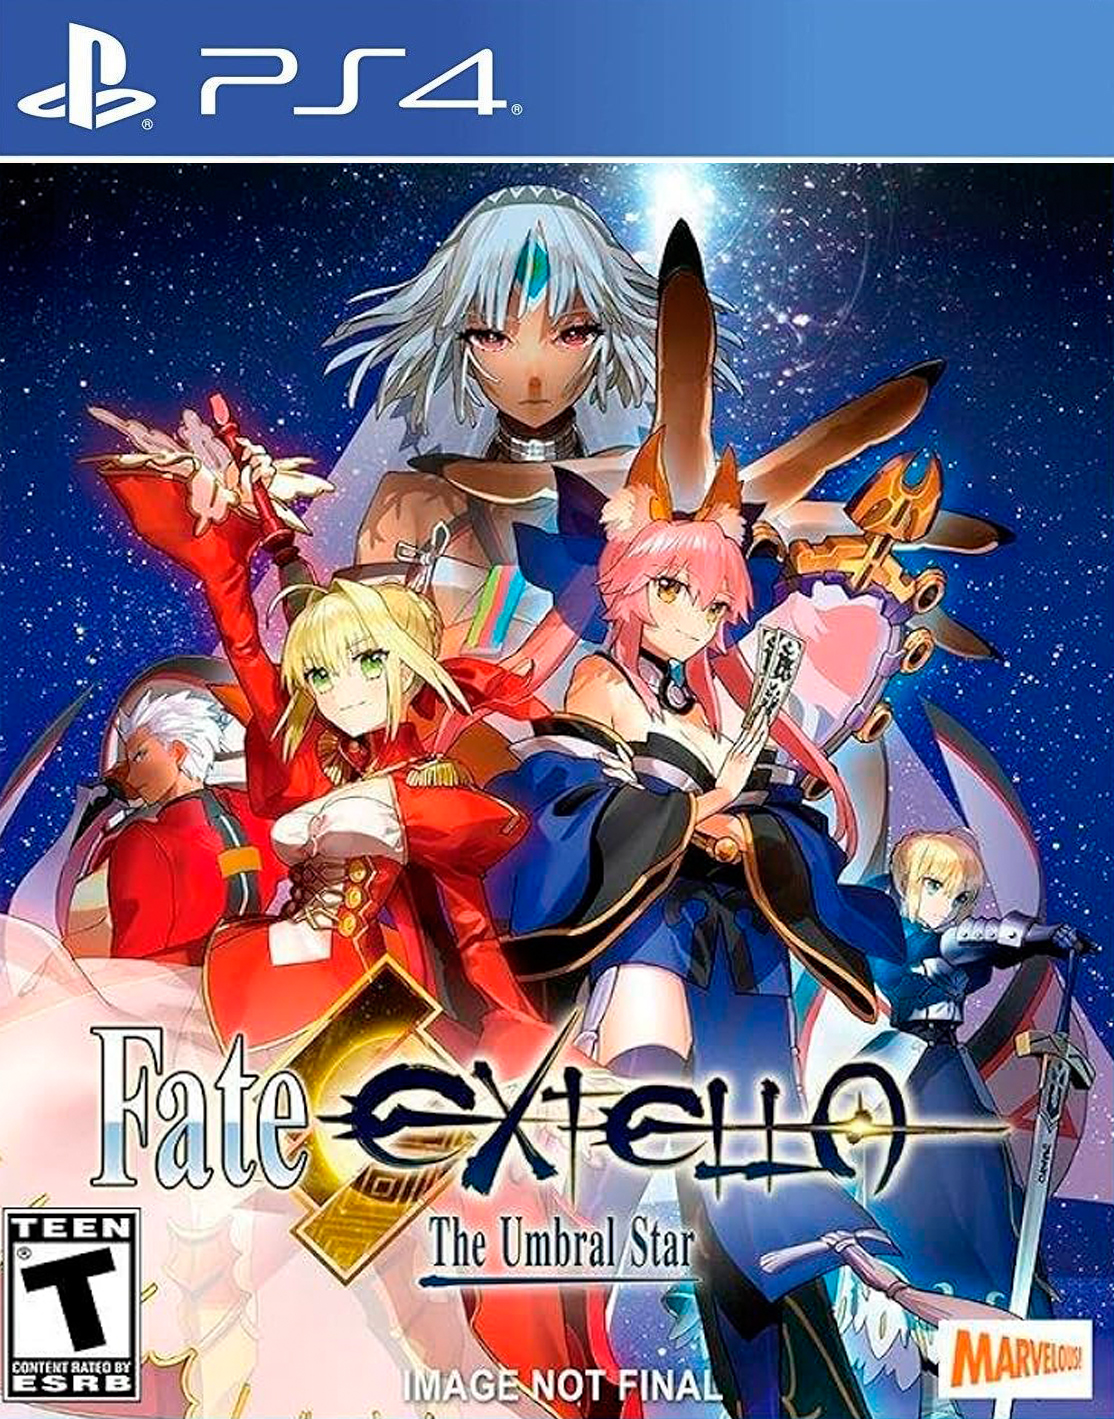 PS4
Fate/EXTELLA
The Umbral Star
TEEN
T
CONTENT RATED BY
ESRB
IMAGE NOT FINAL
MARVELOUS!